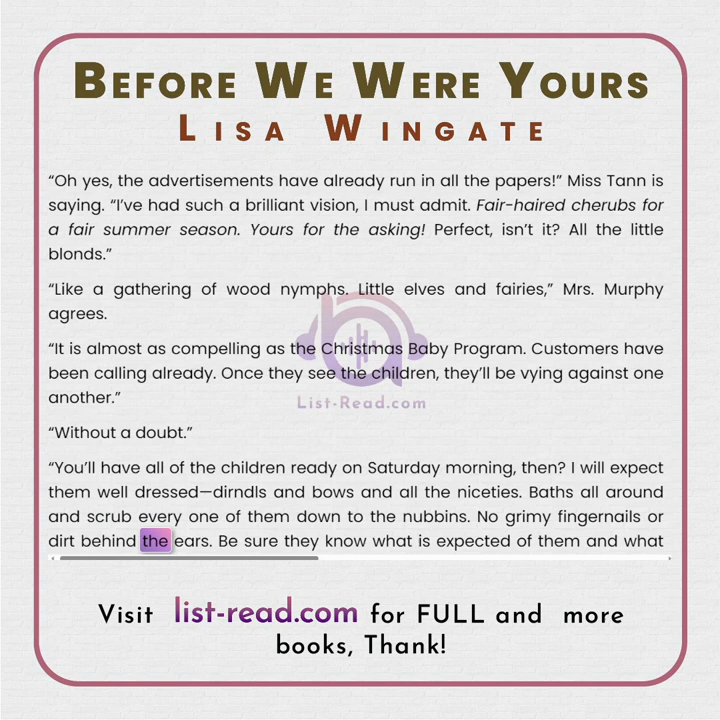 BEFORE WE WERE YOURS
LISA WINGATE
“Oh yes, the advertisements have already run in all the papers!” Miss Tann is
saying. “I’ve had such a brilliant vision, I must admit. Fair-haired cherubs for
a fair summer season. Yours for the asking! Perfect, isn’t it? All the little
blonds.”
“Like a gathering of wood nymphs. Little elves and fairies,” Mrs. Murphy
agrees.
“It is almost as compelling as the Christmas Baby Program. Customers have
been calling already. Once they see the children, they’ll be vying against one
another.”
List-Read.com
“Without a doubt.”
“You’ll have all of the children ready on Saturday morning, then? I will expect
them well dressed—dirndls and bows and all the niceties. Baths all around
and scrub every one of them down to the nubbins. No grimy fingernails or
dirt behind the ears. Be sure they know what is expected of them and what
Visit list-read.com for FULL and more
books, Thank!